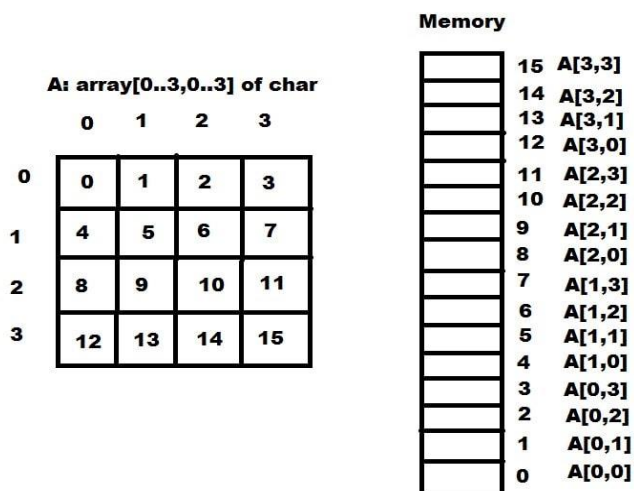 Memory
A: array[0..3,0..3] of char
0 1 2 3
0 0 1 2 3
1 4 5 6 7
2 8 9 10 11
3 12 13 14 15
15 A[3,3]
14 A[3,2]
13 A[3,1]
12 A[3,0]
11 A[2,3]
10 A[2,2]
9 A[2,1]
8 A[2,0]
7 A[1,3]
6 A[1,2]
5 A[1,1]
4 A[1,0]
3 A[0,3]
2 A[0,2]
1 A[0,1]
0 A[0,0]